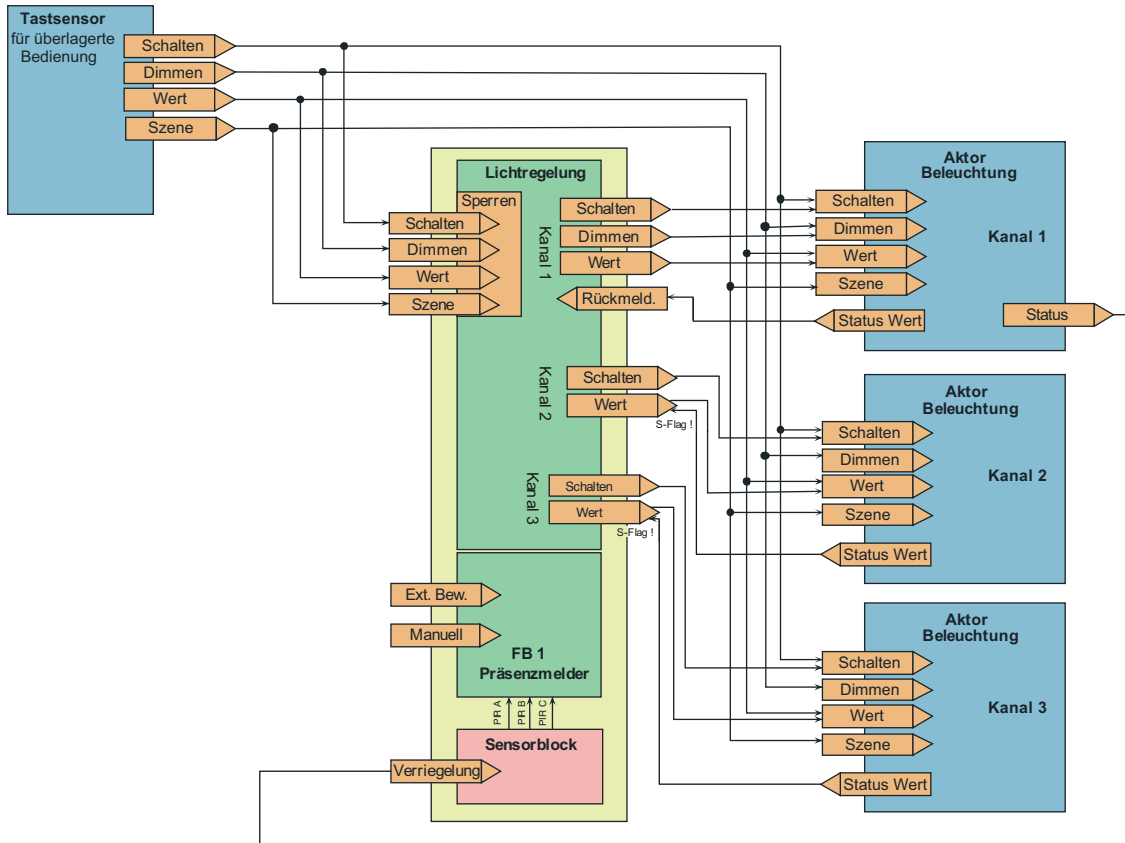 Tastsensor
für überlagerte
Bedienung
Schalten
Dimmen
Wert
Szene
Lichtregelung
Sperren
Schalten
Dimmen
Wert
Szene
Kanal 1
Schalten
Dimmen
Wert
Rückmeld.
Kanal 2
Schalten
Wert
S-Flag !
Kanal 3
Schalten
Wert
S-Flag !
Ext. Bew.
Manuell
FB 1
Präsenzmelder
PIR A
PIR B
PIR C
Sensorblock
Verriegelung
Aktor
Beleuchtung
Schalten
Dimmen
Kanal 1
Wert
Szene
Status Wert
Status
Aktor
Beleuchtung
Schalten
Dimmen
Kanal 2
Wert
Szene
Status Wert
Aktor
Beleuchtung
Schalten
Dimmen
Kanal 3
Wert
Szene
Status Wert